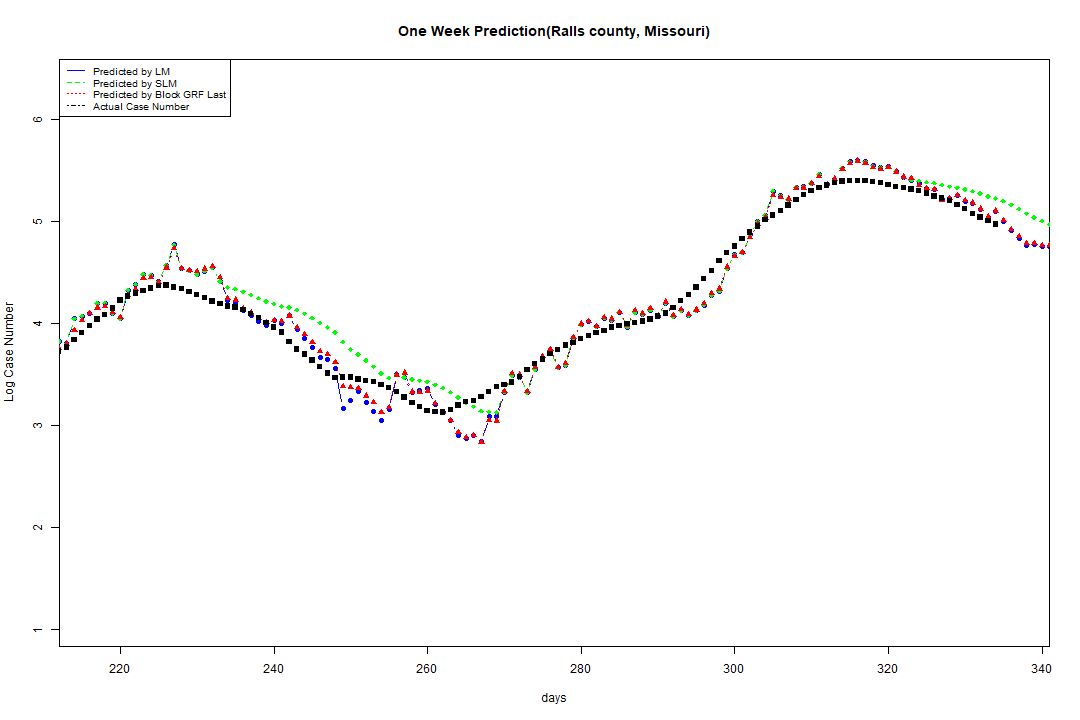 One Week Prediction(Ralls county, Missouri)
Predicted by LM
Predicted by SLM
Predicted by Block GRF Last
Actual Case Number
Log Case Number
6
5
4
3
2
1
220 240 260 280 300 320 340
days